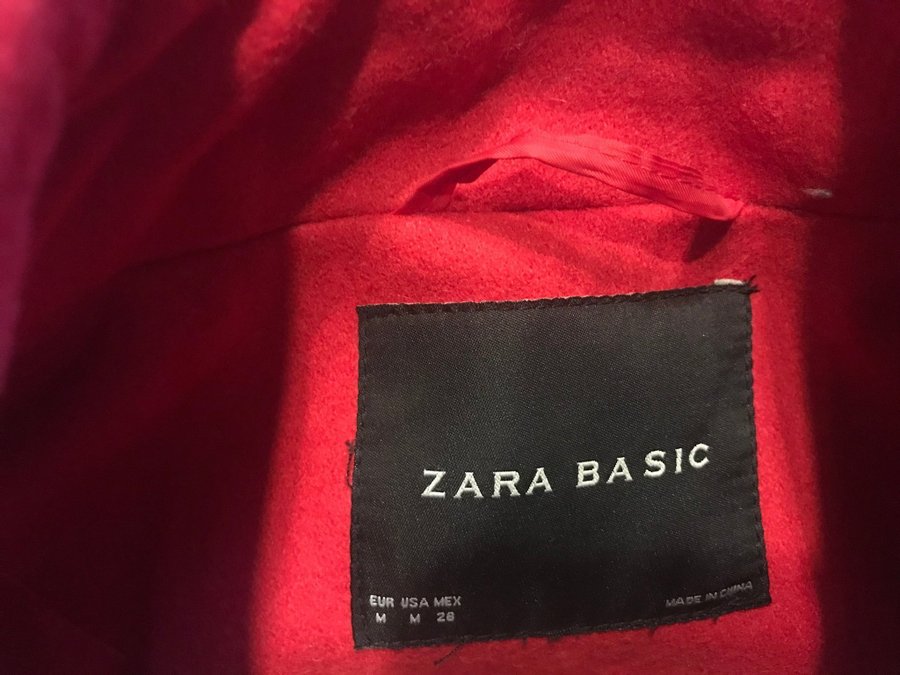 ZARA BASIC
EUR USA MEX
M M 28
MADE IN CHINA